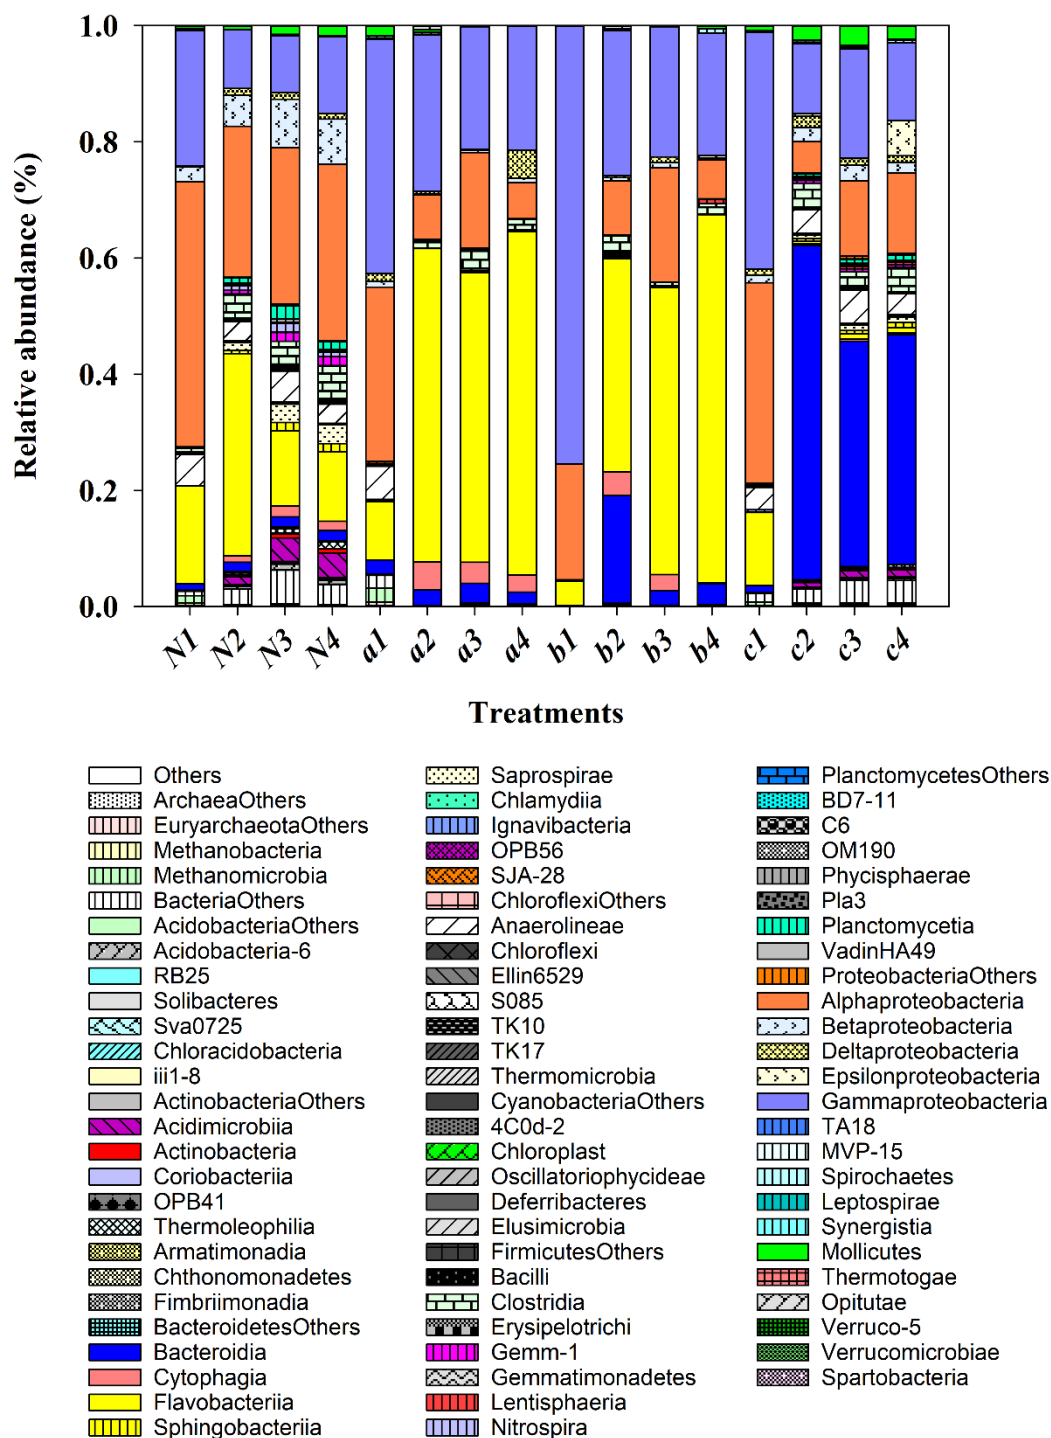 Relative abundance (%)
1.0
0.8
0.6
0.4
0.2
0.0
N1 N2 N3 N4 a1 a2 a3 a4 b1 b2 b3 b4 c1 c2 c3 c4
Treatments
Others
ArchaeaOthers
EuryarchaeotaOthers
Methanobacteria
Methanomicrobia
BacteriaOthers
AcidobacteriaOthers
Acidobacteria-6
RB25
Solibacteres
Sva0725
Chloracidobacteria
iii1-8
ActinobacteriaOthers
Acidimicrobiia
Actinobacteria
Coriobacteriia
OPB41
Thermoleophilia
Armatimonadia
Chthonomonadetes
Fimbriimonadia
BacteroidetesOthers
Bacteroidia
Cytophagia
Flavobacteriia
Sphingobacteriia
Saprospirae
Chlamydiia
Ignavibacteria
OPB56
SJA-28
ChloroflexiOthers
Anaerolineae
Chloroflexi
Ellin6529
S085
TK10
TK17
Thermomicrobia
CyanobacteriaOthers
4C0d-2
Chloroplast
Oscillatoriophycideae
Deferribacteres
Elusimicrobia
FirmicutesOthers
Bacilli
Clostridia
Erysipelotrichi
Gemm-1
Gemmatimonadetes
Lentisphaeria
Nitrospira
PlanctomycetesOthers
BD7-11
C6
OM190
Phycisphaerae
Pla3
Planctomycetia
VadinHA49
ProteobacteriaOthers
Alphaproteobacteria
Betaproteobacteria
Deltaproteobacteria
Epsilonproteobacteria
Gammaproteobacteria
TA18
MVP-15
Spirochaetes
Leptospirae
Synergistia
Mollicutes
Thermotogae
Opitutae
Verruco-5
Verrucomicrobiae
Spartobacteria